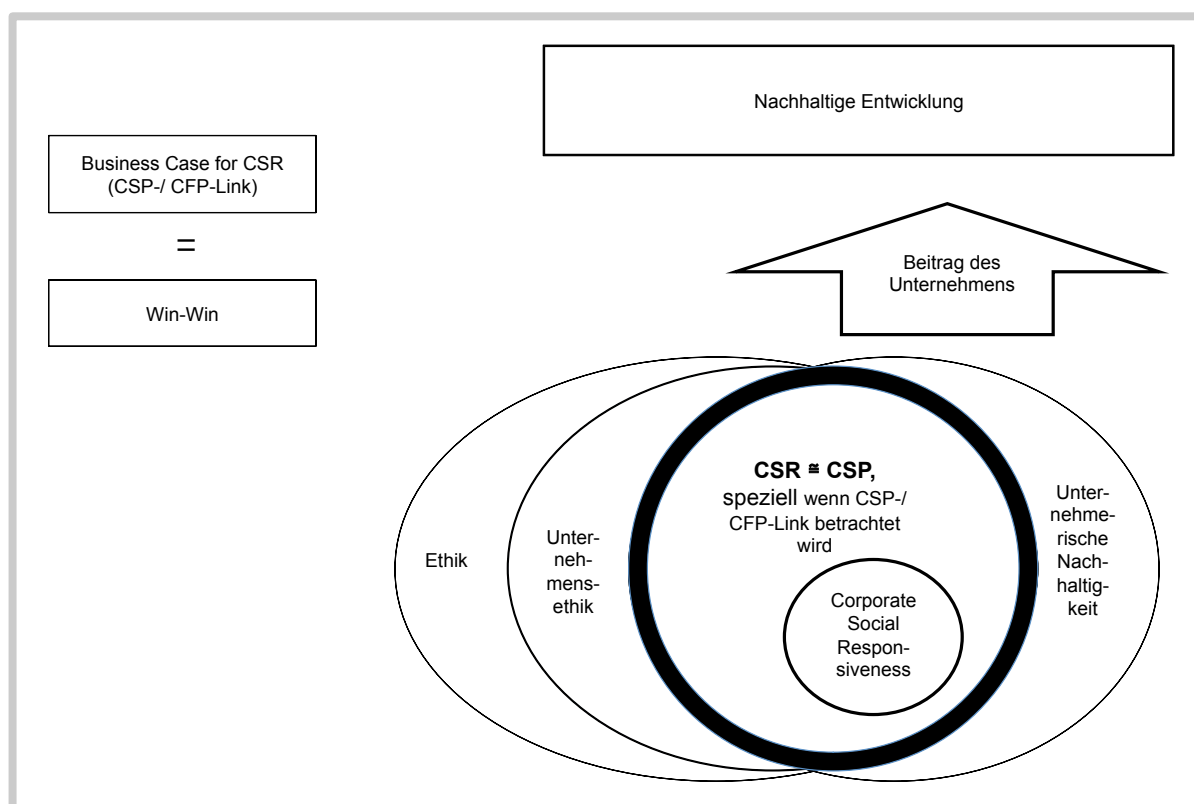 Nachhaltige Entwicklung
Business Case for CSR
(CSP-/ CFP-Link)
=
Win-Win
Beitrag des
Unternehmens
CSR ≅ CSP,
speziell wenn CSP-/
CFP-Link betrachtet
wird
Ethik
Unter-
neh-
mens-
ethik
Corporate
Social
Respon-
siveness
Unter-
nehme-
rische
Nach-
haltig-
keit